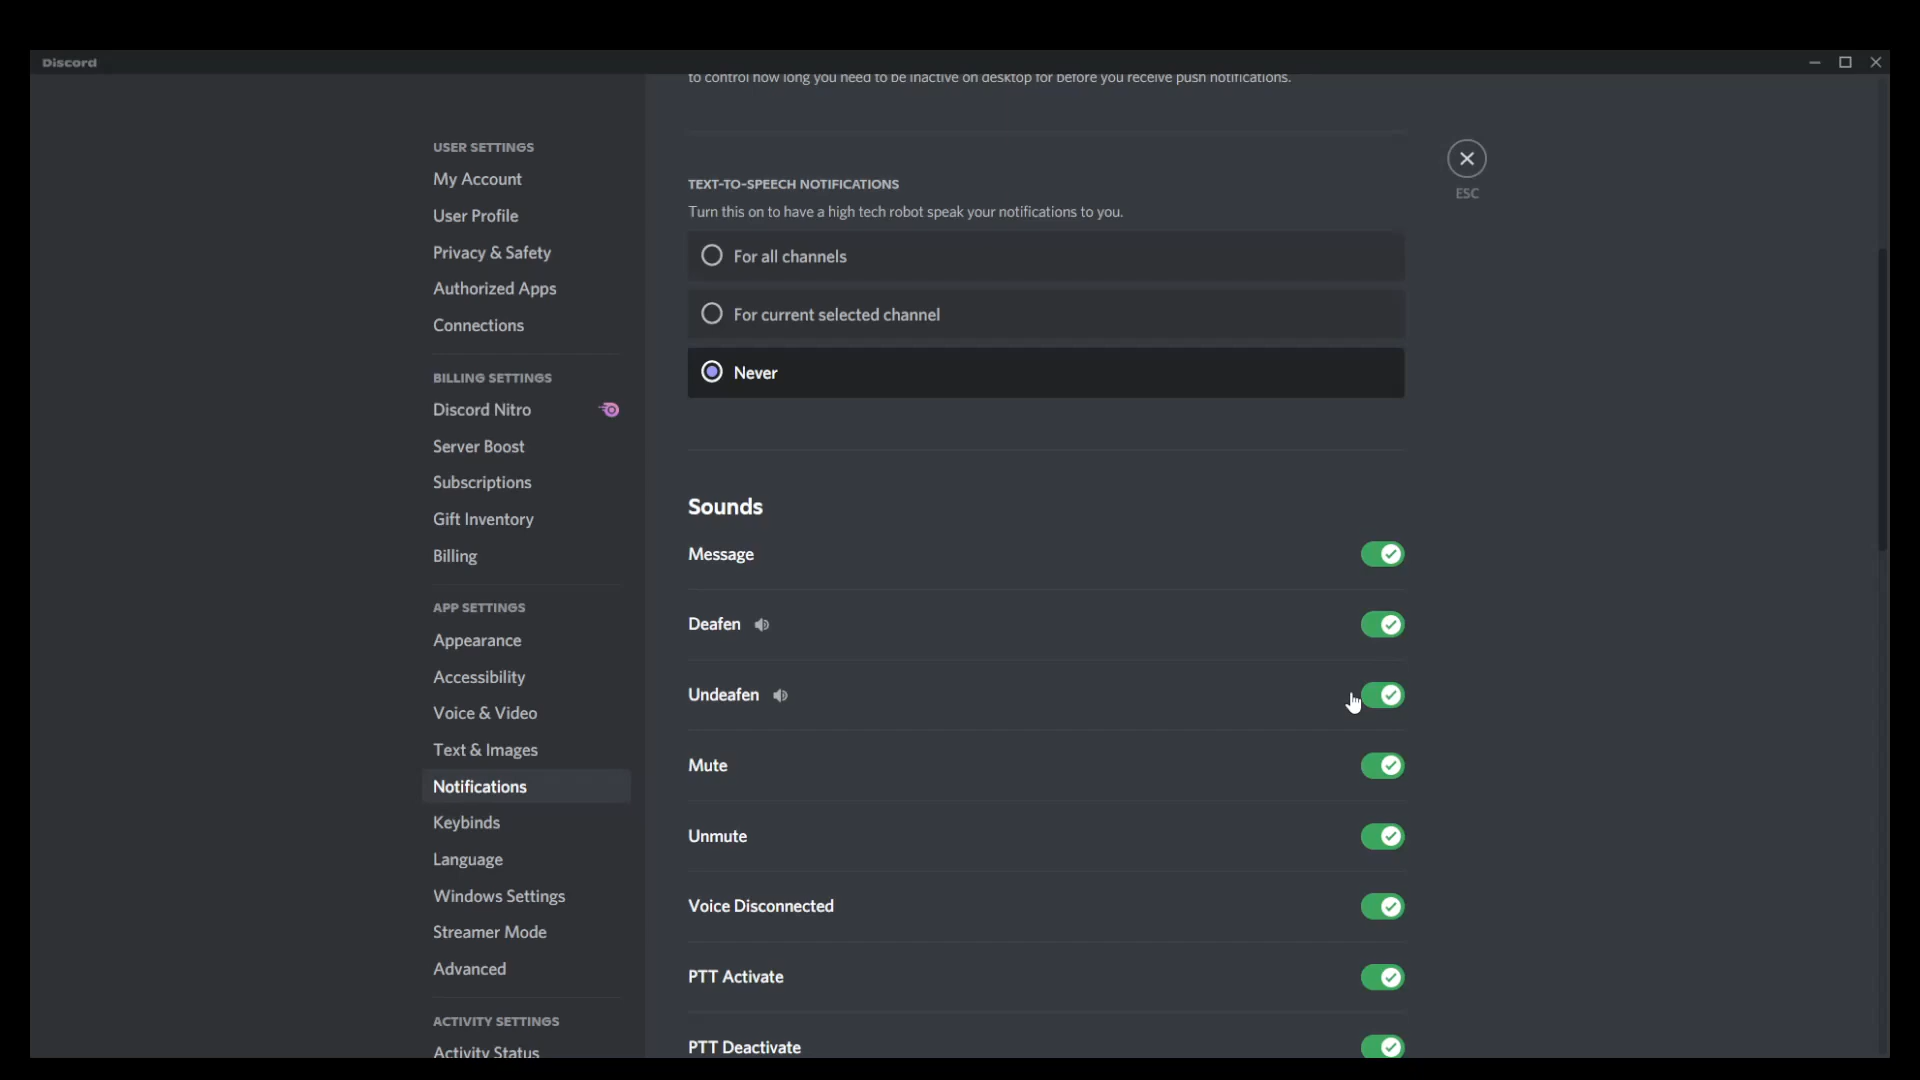 Discord
to control how long you need to be inactive on desktop for before you receive push notifications.
USER SETTINGS
My Account
User Profile
Privacy & Safety
Authorized Apps
Connections
BILLING SETTINGS
Discord Nitro
Server Boost
Subscriptions
Gift Inventory
Billing
APP SETTINGS
Appearance
Accessibility
Voice & Video
Text & Images
Notifications
Keybinds
Language
Windows Settings
Streamer Mode
Advanced
ACTIVITY SETTINGS
Activity Status
TEXT-TO-SPEECH NOTIFICATIONS
Turn this on to have a high tech robot speak your notifications to you.
For all channels
For current selected channel
Never
Sounds
Message
Deafen
Undeafen
Mute
Unmute
Voice Disconnected
PTT Activate
PTT Deactivate
ESC